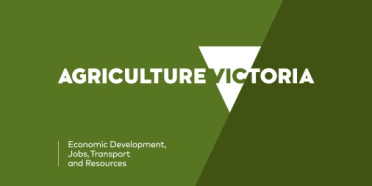 AGRICULTURE VICTORIA
Economic Development,
Jobs, Transport
and Resources